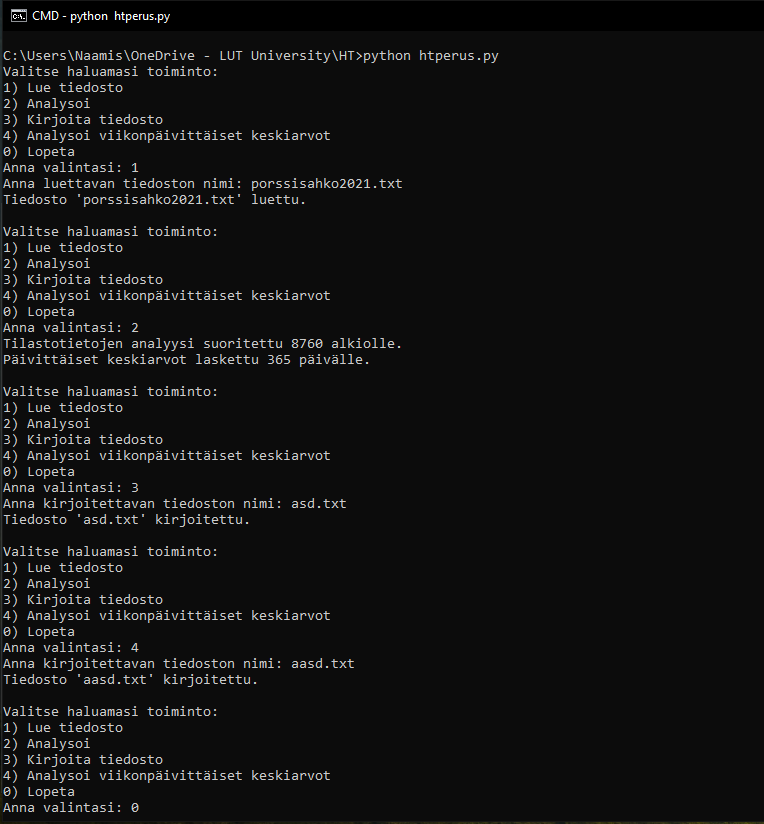 CMD - python htperus.py
C:\Users\Naamis\OneDrive - LUT University\HT>python htperus.py
Valitse haluamasi toiminto:
1) Lue tiedosto
2) Analysoi
3) Kirjoita tiedosto
4) Analysoi viikonpäivittäiset keskiarvot
0) Lopeta
Anna valintasi: 1
Anna luettavan tiedoston nimi: porssisahko2021.txt
Tiedosto 'porssisahko2021.txt' luettu.

Valitse haluamasi toiminto:
1) Lue tiedosto
2) Analysoi
3) Kirjoita tiedosto
4) Analysoi viikonpäivittäiset keskiarvot
0) Lopeta
Anna valintasi: 2
Tilastotietojen analyysi suoritettu 8760 alkiolle.
Päivittäiset keskiarvot laskettu 365 päivälle.

Valitse haluamasi toiminto:
1) Lue tiedosto
2) Analysoi
3) Kirjoita tiedosto
4) Analysoi viikonpäivittäiset keskiarvot
0) Lopeta
Anna valintasi: 3
Anna kirjoitettavan tiedoston nimi: asd.txt
Tiedosto 'asd.txt' kirjoitettu.

Valitse haluamasi toiminto:
1) Lue tiedosto
2) Analysoi
3) Kirjoita tiedosto
4) Analysoi viikonpäivittäiset keskiarvot
0) Lopeta
Anna valintasi: 4
Anna kirjoitettavan tiedoston nimi: aasd.txt
Tiedosto 'aasd.txt' kirjoitettu.

Valitse haluamasi toiminto:
1) Lue tiedosto
2) Analysoi
3) Kirjoita tiedosto
4) Analysoi viikonpäivittäiset keskiarvot
0) Lopeta
Anna valintasi: 0